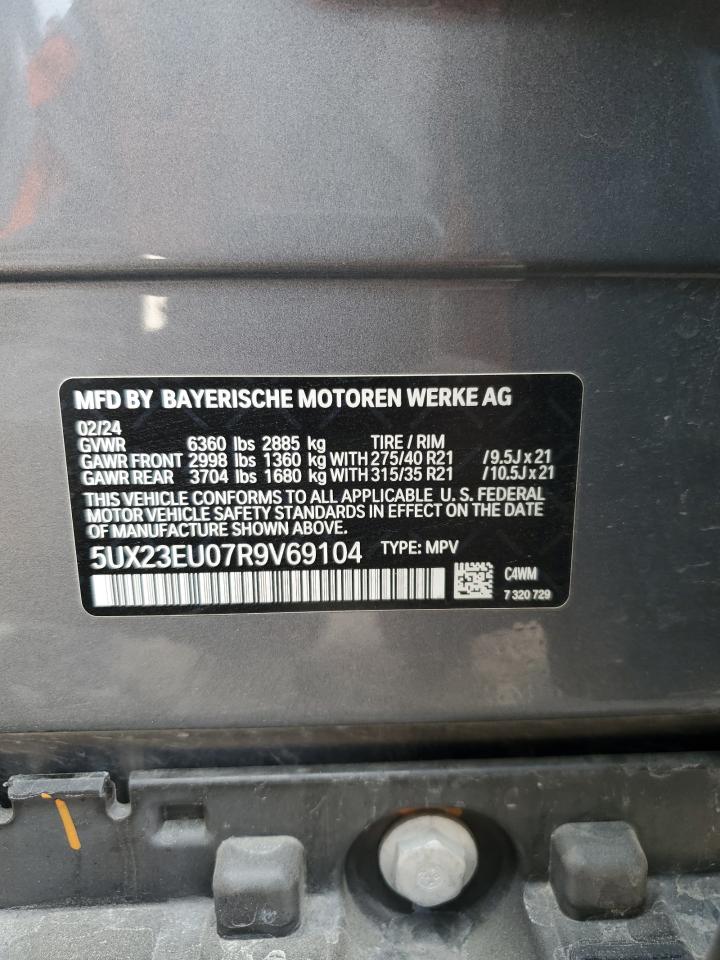 MFD BY BAYERISCHE MOTOREN WERKE AG
02/24
GVWR 6360 lbs 2885 kg TIRE / RIM
GAWR FRONT 2998 lbs 1360 kg WITH 275/40 R21 /9.5J x 21
GAWR REAR 3704 lbs 1680 kg WITH 315/35 R21 /10.5J x 21
THIS VEHICLE CONFORMS TO ALL APPLICABLE U. S. FEDERAL
MOTOR VEHICLE SAFETY STANDARDS IN EFFECT ON THE DATE
OF MANUFACTURE SHOWN ABOVE.
5UX23EU07R9V69104 TYPE: MPV
C4WM
7 320 729